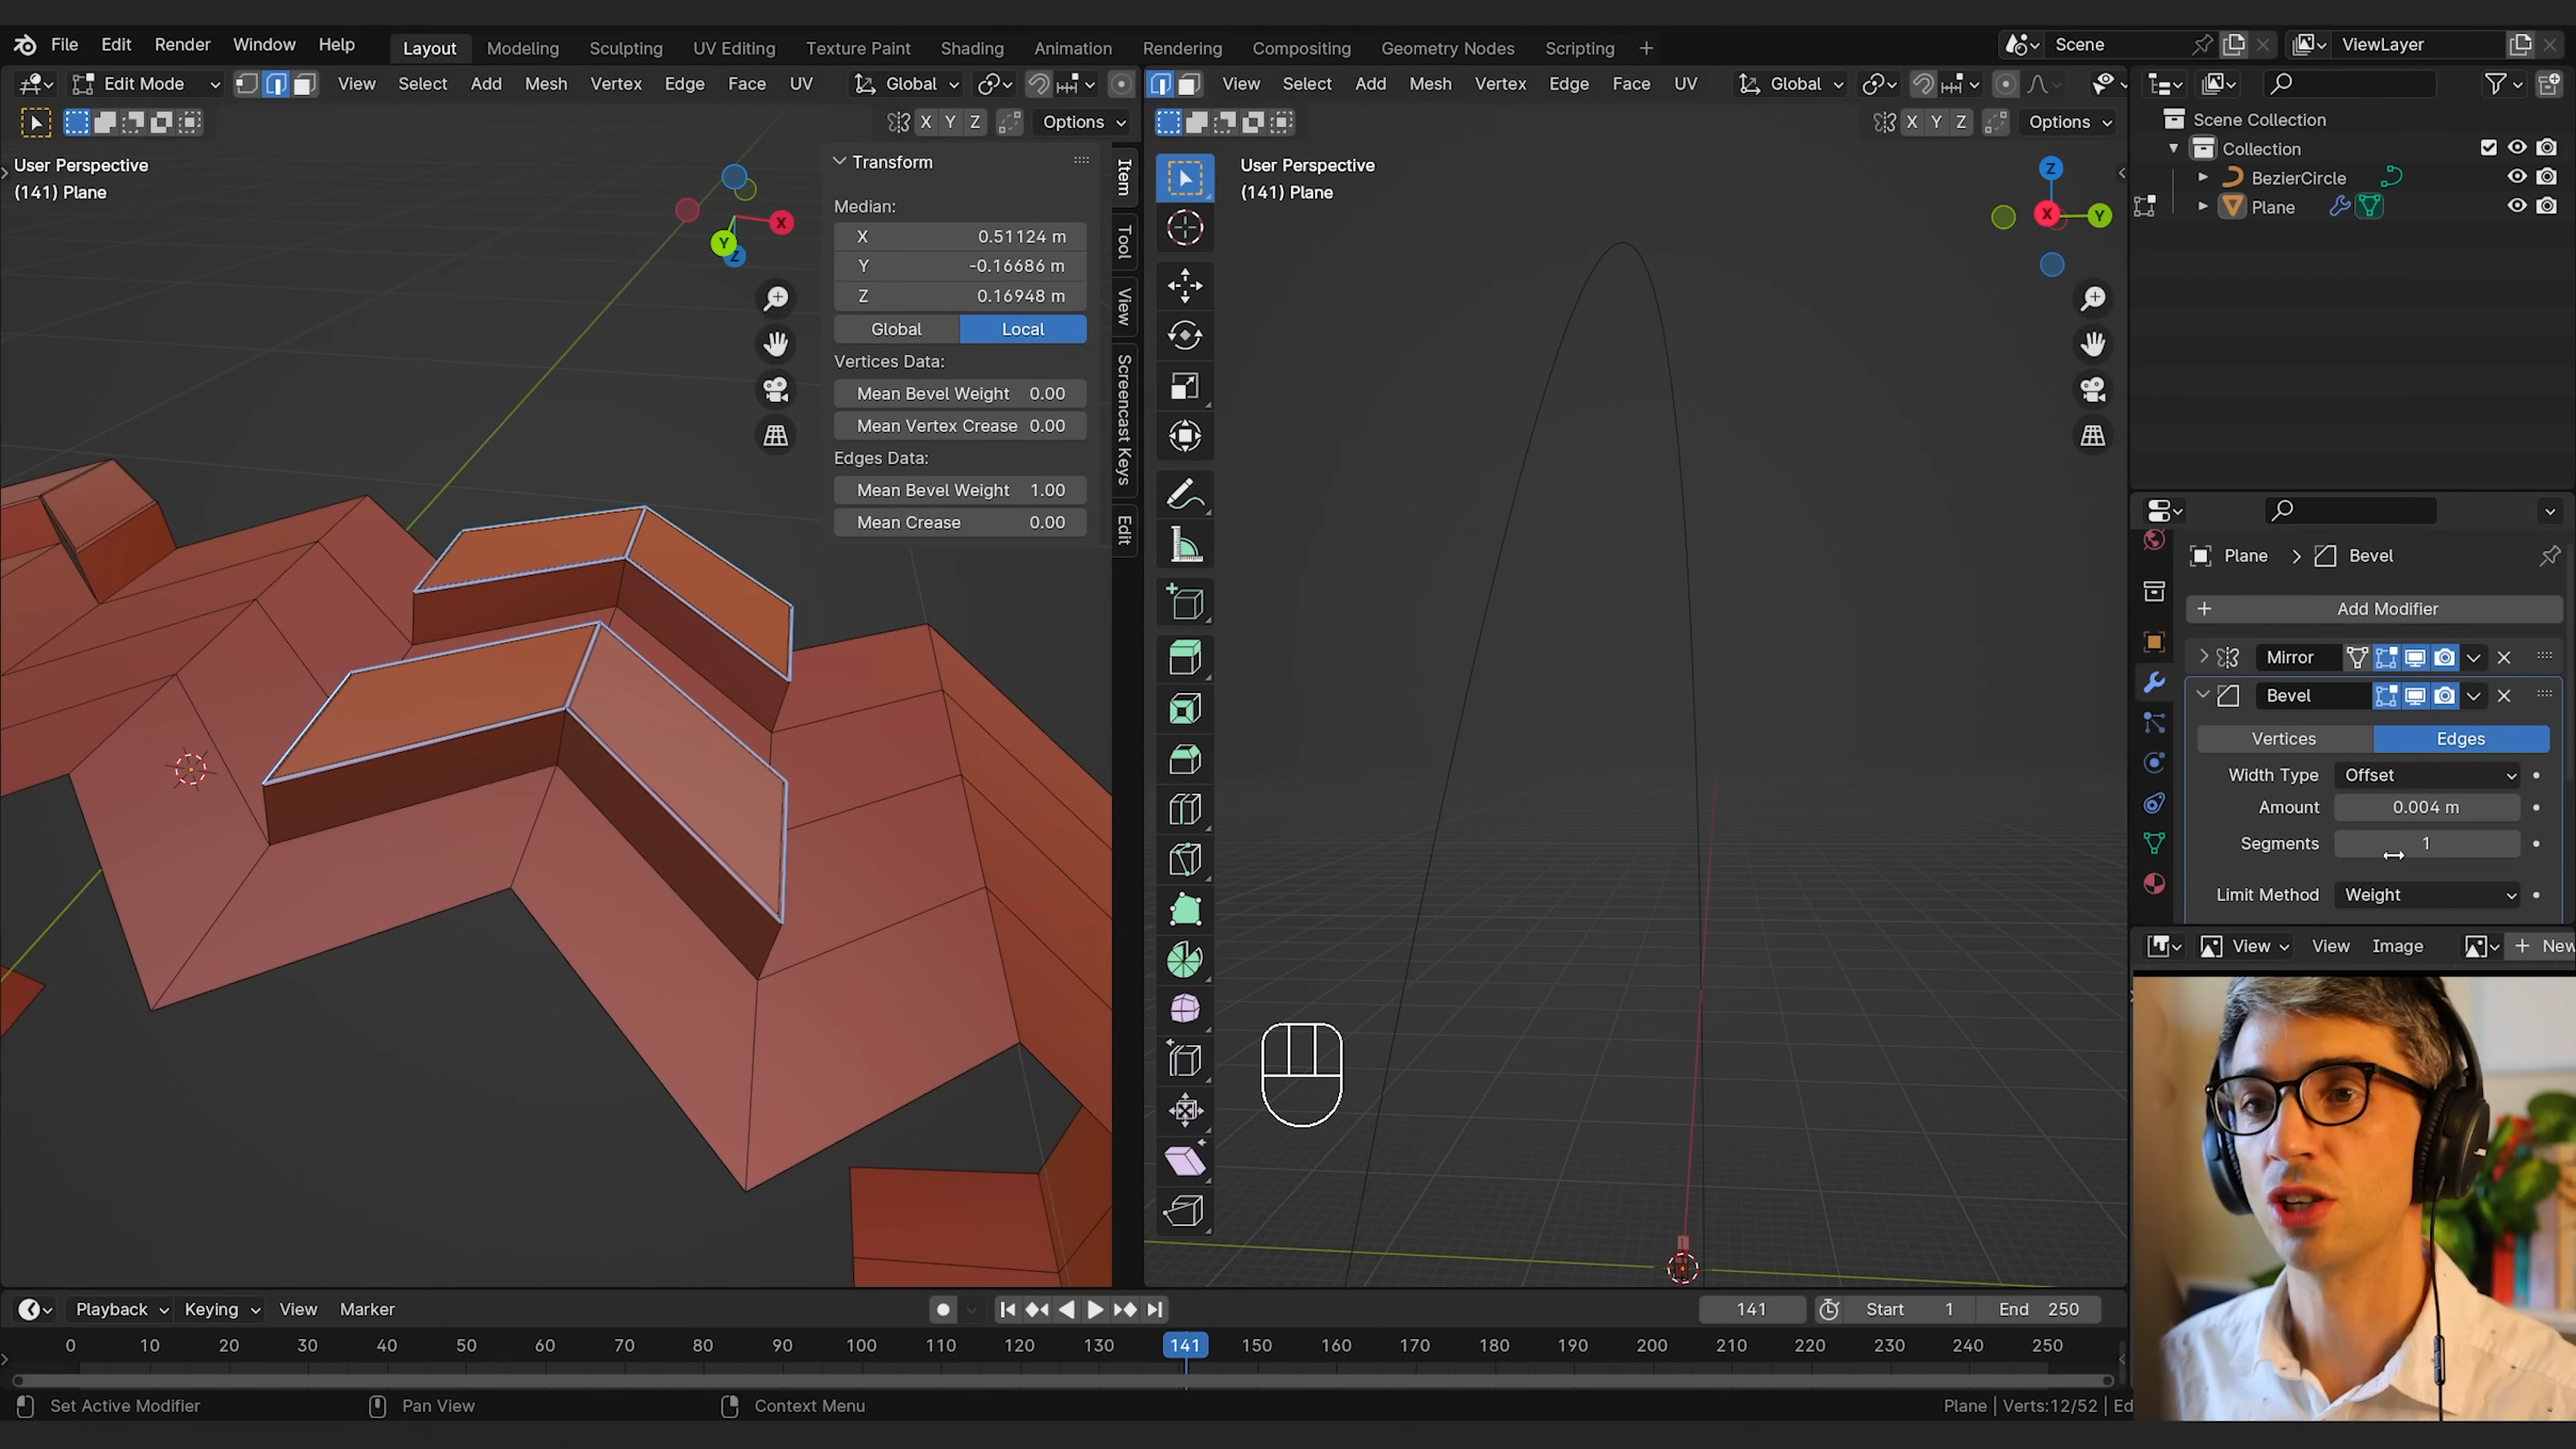 File Edit Render Window Help Layout Modeling Sculpting UV Editing Texture Paint Shading Animation Rendering Compositing Geometry Nodes Scripting + Scene ViewLayer
Edit Mode View Select Add Mesh Vertex Edge Face UV Global
View Select Add Mesh Vertex Edge Face UV Global
X Y Z Options
X Y Z Options
User Perspective
(141) Plane
X
Y
Z
Transform
Median:
X 0.51124 m
Y -0.16686 m
Z 0.16948 m
Global Local
Vertices Data:
Mean Bevel Weight 0.00
Mean Vertex Crease 0.00
Edges Data:
Mean Bevel Weight 1.00
Mean Crease 0.00
Item
Tool
View
Screencast Keys
Edit
User Perspective
(141) Plane
Z
X
Y
Scene Collection
Collection
BezierCircle
Plane
Plane > Bevel
+ Add Modifier
Mirror
Bevel
Vertices Edges
Width Type Offset
Amount 0.004 m
Segments 1
Limit Method Weight
View View Image + New
Playback Keying View Marker 141 Start 1 End 250
0 10 20 30 40 50 60 70 80 90 100 110 120 130 141 150 160 170 180 190 200 210 220 230 240 250
Set Active Modifier Pan View Context Menu Plane | Verts:12/52 | Ed